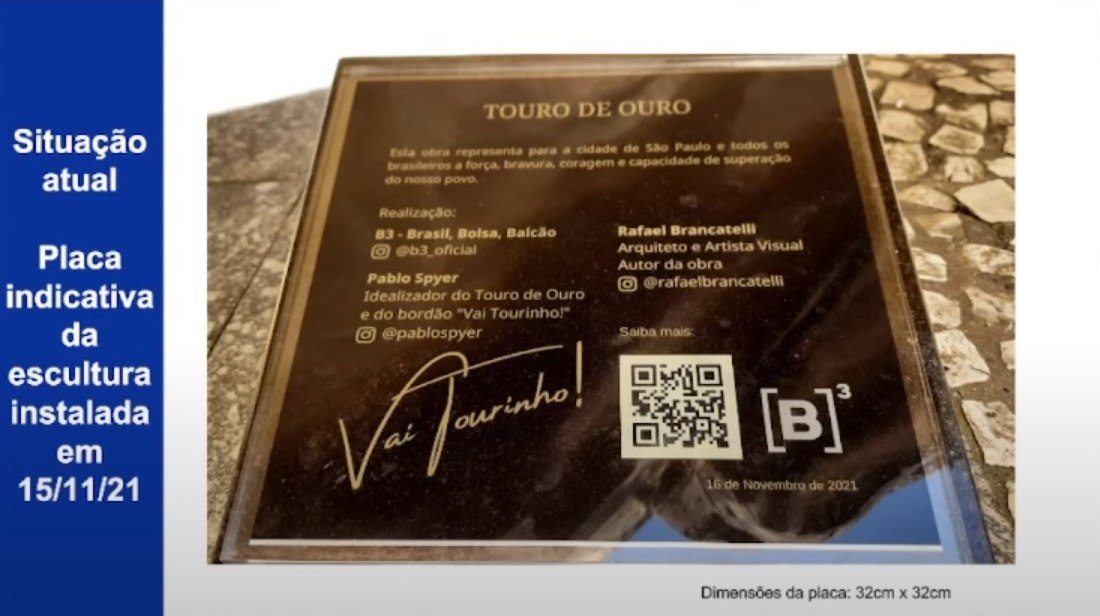 Situação
atual
Placa
indicativa
da
escultura
instalada
em
15/11/21
TOURO DE OURO
Esta obra representa para a cidade de São Paulo e todos os
brasileiros a força, bravura, coragem e capacidade de superação
do nosso povo.
Realização:
B3 - Brasil, Bolsa, Balcão
@b3_oficial
Pablo Spyer
Idealizador do Touro de Ouro
e do bordão "Vai Tourinho!"
@pablospyer
Vai Tourinho!
Rafael Brancatelli
Arquiteto e Artista Visual
Autor da obra
@rafaelbrancatelli
Saiba mais:
[B]³
16 de Novembro de 2021
Dimensões da placa: 32cm x 32cm